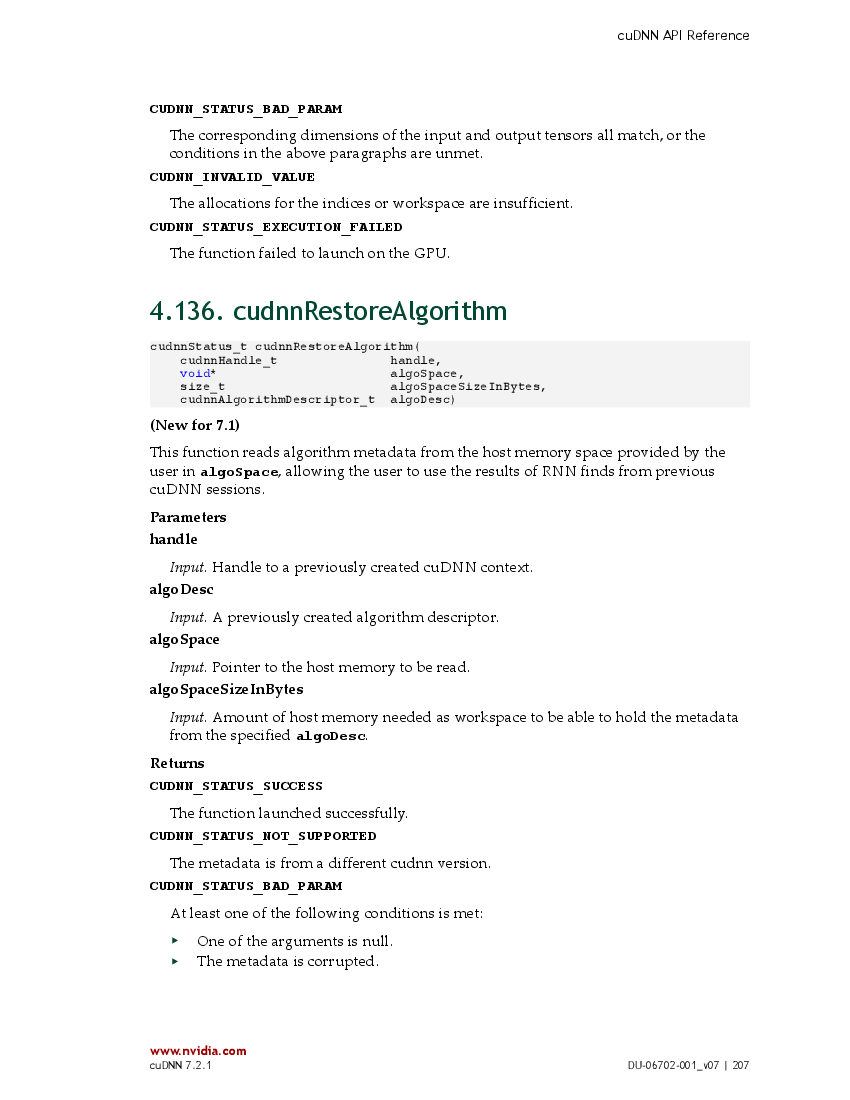 cuDNN API Reference
CUDNN_STATUS_BAD_PARAM
The corresponding dimensions of the input and output tensors all match, or the
conditions in the above paragraphs are unmet.
CUDNN_INVALID_VALUE
The allocations for the indices or workspace are insufficient.
CUDNN_STATUS_EXECUTION_FAILED
The function failed to launch on the GPU.
4.136. cudnnRestoreAlgorithm
cudnnStatus_t cudnnRestoreAlgorithm(
    cudnnHandle_t               handle,
    void*                       algoSpace,
    size_t                      algoSpaceSizeInBytes,
    cudnnAlgorithmDescriptor_t  algoDesc)
(New for 7.1)
This function reads algorithm metadata from the host memory space provided by the
user in algoSpace, allowing the user to use the results of RNN finds from previous
cuDNN sessions.
Parameters
handle
Input. Handle to a previously created cuDNN context.
algoDesc
Input. A previously created algorithm descriptor.
algoSpace
Input. Pointer to the host memory to be read.
algoSpaceSizeInBytes
Input. Amount of host memory needed as workspace to be able to hold the metadata
from the specified algoDesc.
Returns
CUDNN_STATUS_SUCCESS
The function launched successfully.
CUDNN_STATUS_NOT_SUPPORTED
The metadata is from a different cudnn version.
CUDNN_STATUS_BAD_PARAM
At least one of the following conditions is met:
▸ One of the arguments is null.
▸ The metadata is corrupted.
www.nvidia.com
cuDNN 7.2.1
DU-06702-001_v07 | 207